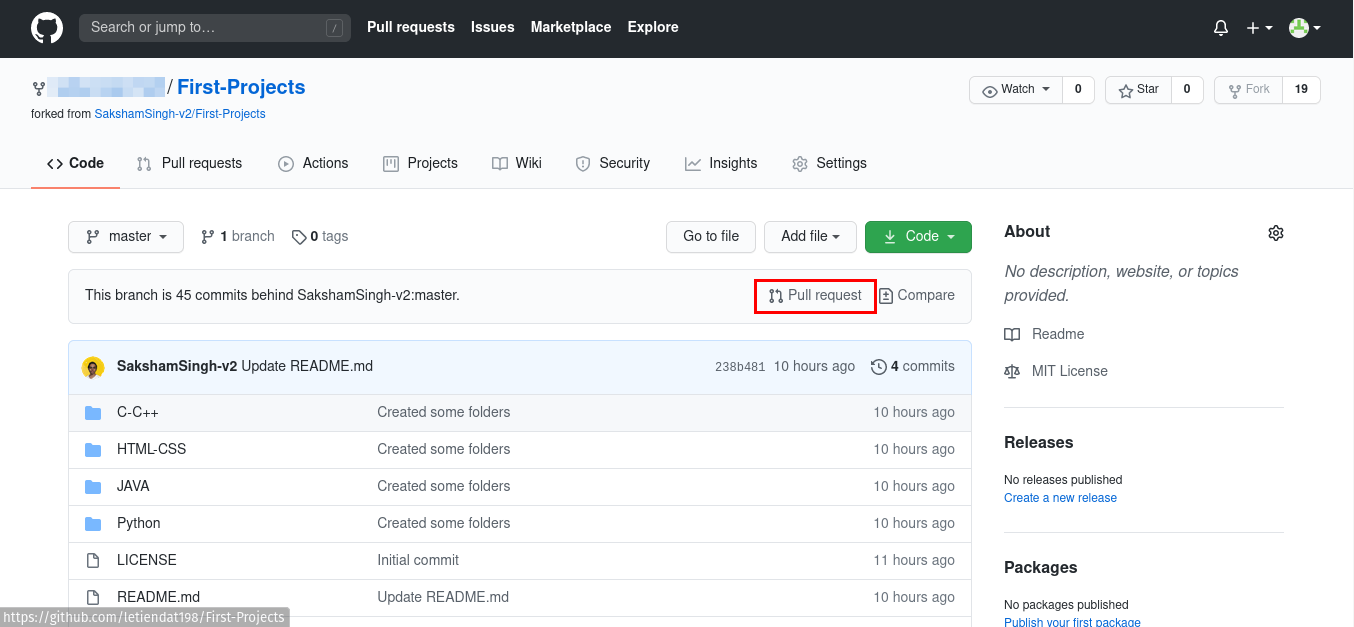 Search or jump to… /
Pull requests Issues Marketplace Explore
/ First-Projects
forked from SakshamSingh-v2/First-Projects
Watch 0 Star 0 Fork 19
Code Pull requests Actions Projects Wiki Security Insights Settings
master 1 branch 0 tags Go to file Add file Code
This branch is 45 commits behind SakshamSingh-v2:master. Pull request Compare
SakshamSingh-v2 Update README.md 238b481 10 hours ago 4 commits
C-C++ Created some folders 10 hours ago
HTML-CSS Created some folders 10 hours ago
JAVA Created some folders 10 hours ago
Python Created some folders 10 hours ago
LICENSE Initial commit 11 hours ago
README.md Update README.md 10 hours ago
About
No description, website, or topics
provided.
Readme
MIT License
Releases
No releases published
Create a new release
Packages
No packages published
Publish your first package
https://github.com/letiendat198/First-Projects